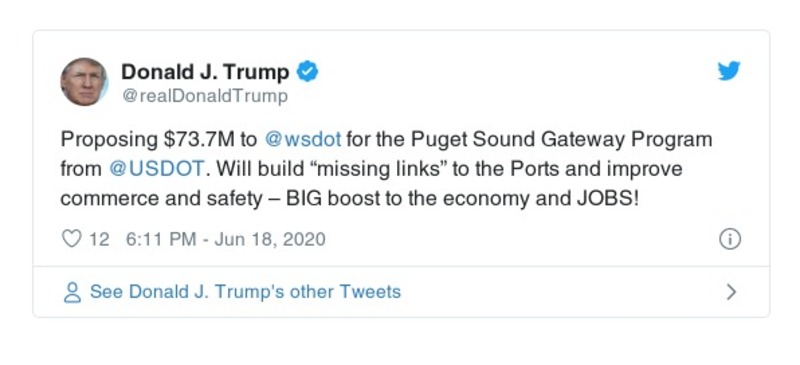 Donald J. Trump
@realDonaldTrump
Proposing $73.7M to @wsdot for the Puget Sound Gateway Program
from @USDOT. Will build “missing links” to the Ports and improve
commerce and safety – BIG boost to the economy and JOBS!
12 6:11 PM - Jun 18, 2020
See Donald J. Trump's other Tweets